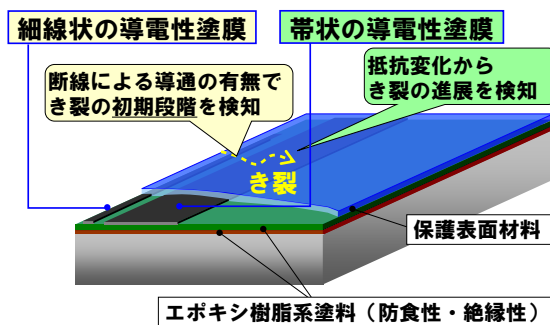 細線状の導電性塗膜
帯状の導電性塗膜
断線による導通の有無で
き裂の初期段階を検知
抵抗変化から
き裂の進展を検知
き裂
保護表面材料
エポキシ樹脂系塗料（防食性・絶縁性）